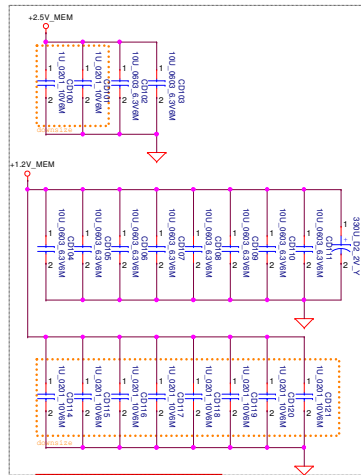 +2.5V_MEM
1
2
1U_0201_10V6M
CD100
1
2
1U_0201_10V6M
CD101
1
2
10U_0603_6.3V6M
CD102
1
2
10U_0603_6.3V6M
CD103
downsize
+1.2V_MEM
1
2
10U_0603_6.3V6M
CD104
1
2
10U_0603_6.3V6M
CD105
1
2
10U_0603_6.3V6M
CD106
1
2
10U_0603_6.3V6M
CD107
1
2
10U_0603_6.3V6M
CD108
1
2
10U_0603_6.3V6M
CD109
1
2
10U_0603_6.3V6M
CD110
1
2
+
330U_D2_2V_Y
CD111
1
2
1U_0201_10V6M
CD114
1
2
1U_0201_10V6M
CD115
1
2
1U_0201_10V6M
CD116
1
2
1U_0201_10V6M
CD117
1
2
1U_0201_10V6M
CD118
1
2
1U_0201_10V6M
CD119
1
2
1U_0201_10V6M
CD120
1
2
1U_0201_10V6M
CD121
downsize